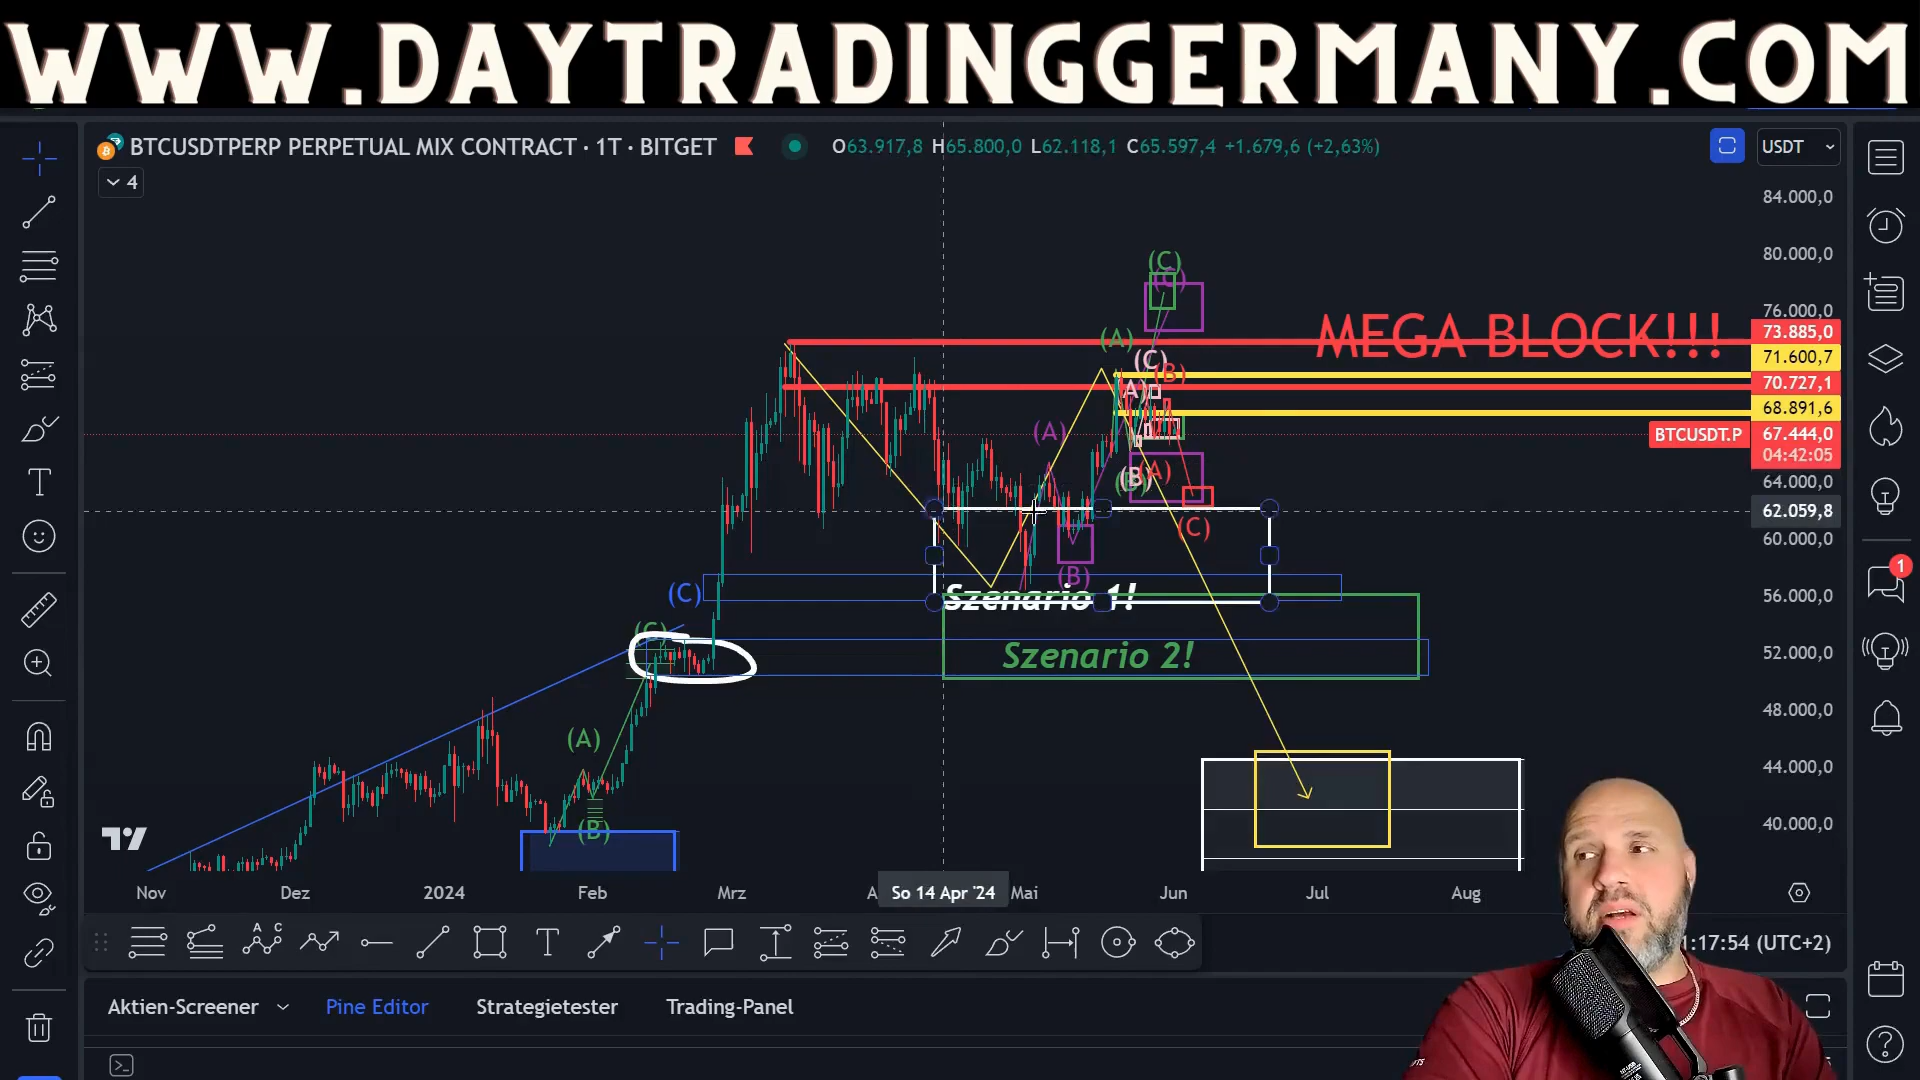 WWW.DAYTRADINGGERMANY.COM
BTCUSDTPERP PERPETUAL MIX CONTRACT · 1T · BITGET
O63.917,8 H65.800,0 L62.118,1 C65.597,4 +1.679,6 (+2,63%)
USDT
4
84.000,0
80.000,0
76.000,0
MEGA BLOCK!!!
73.885,0
71.600,7
70.727,1
68.891,6
BTCUSDT.P
67.444,0
04:42:05
64.000,0
62.059,8
60.000,0
56.000,0
52.000,0
48.000,0
44.000,0
40.000,0
(C)
(A)
(C)
(B)
(A)
(B)
(A)
(C)
(B)
(C)
Szenario 1!
(C)
Szenario 2!
(A)
(B)
1
Nov
Dez
2024
Feb
Mrz
A
So 14 Apr '24
Mai
Jun
Jul
Aug
A C
B
1:17:54 (UTC+2)
Aktien-Screener
Pine Editor
Strategietester
Trading-Panel